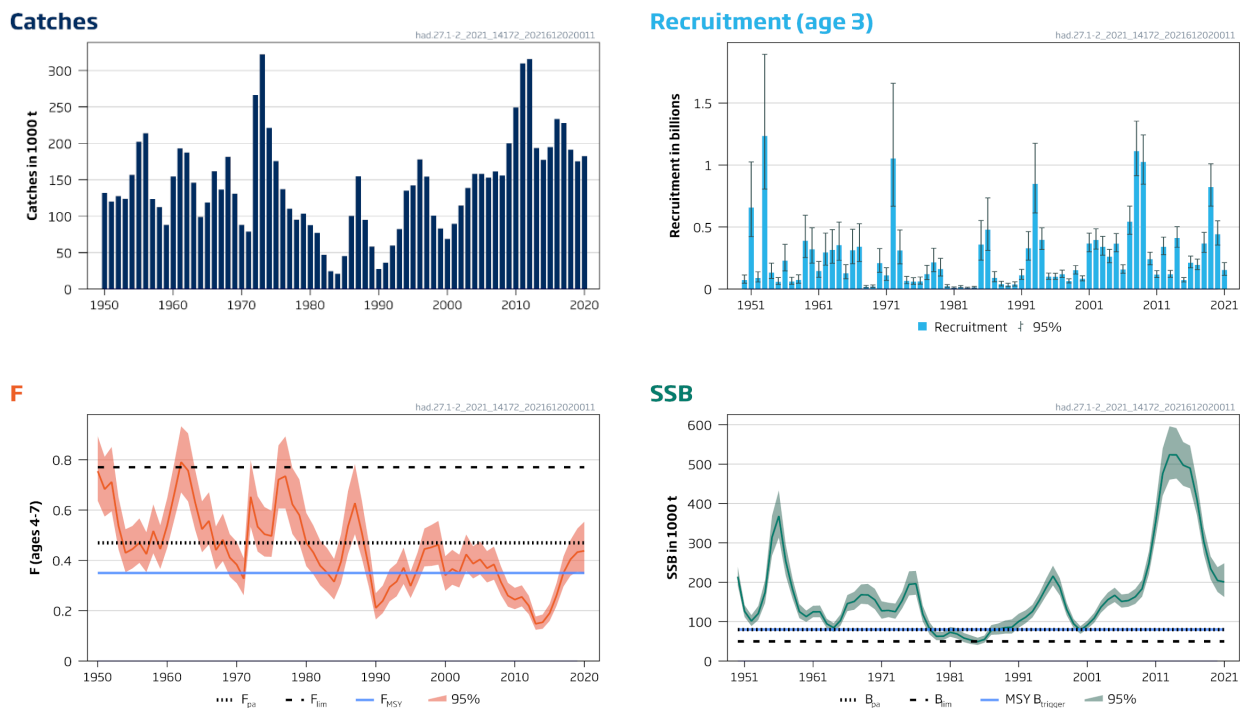 Catches
had.27.1-2_2021_14172_2021612020011
Catches in 1000 t
300
250
200
150
100
50
0
1950 1960 1970 1980 1990 2000 2010 2020
Recruitment (age 3)
had.27.1-2_2021_14172_2021612020011
Recruitment in billions
1.5
1
0.5
0
1951 1961 1971 1981 1991 2001 2011 2021
Recruitment 95%
F
had.27.1-2_2021_14172_2021612020011
F (ages 4-7)
0.8
0.6
0.4
0.2
0
1950 1960 1970 1980 1990 2000 2010 2020
Fpa Flim FMSY 95%
SSB
had.27.1-2_2021_14172_2021612020011
SSB in 1000 t
600
500
400
300
200
100
0
1951 1961 1971 1981 1991 2001 2011 2021
Bpa Blim MSY Btrigger 95%